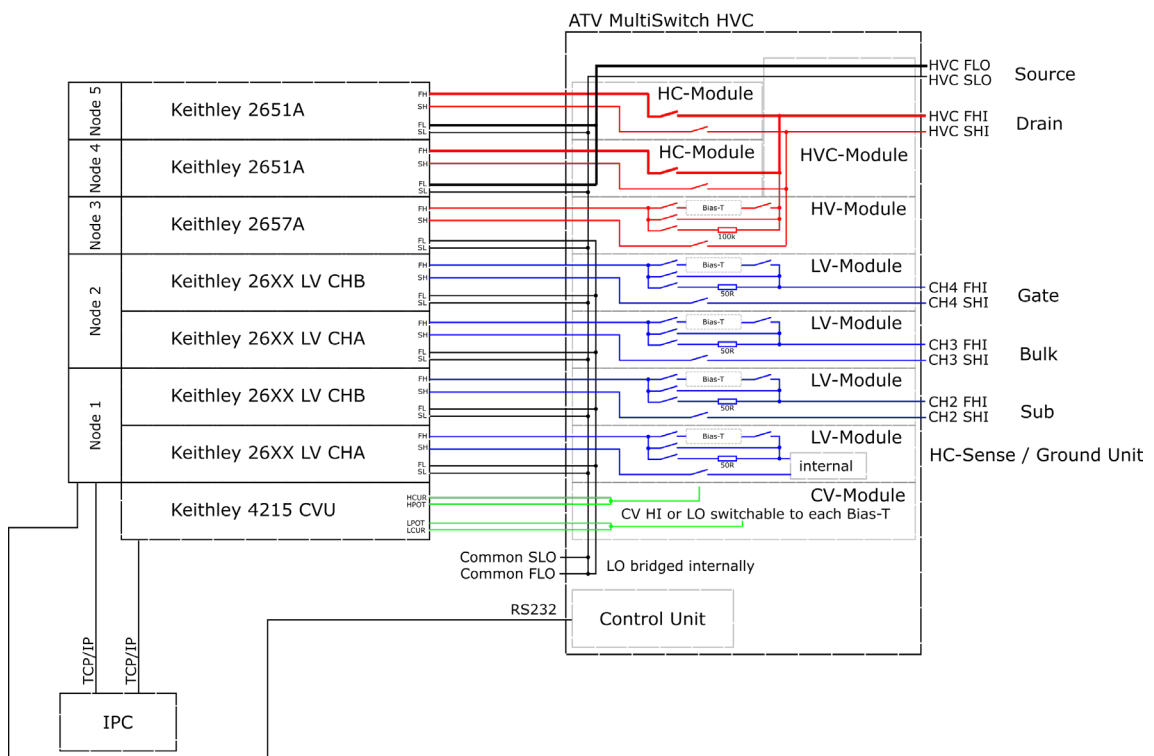 ATV MultiSwitch HVC
Node 5
Keithley 2651A
FH
SH
FL
SL
HC-Module
HVC FLO
HVC SLO
Source
HVC FHI
HVC SHI
Drain
Node 4
Keithley 2651A
FH
SH
FL
SL
HC-Module
HVC-Module
Node 3
Keithley 2657A
FH
SH
FL
SL
Bias-T
100k
HV-Module
Node 2
Keithley 26XX LV CHB
FH
SH
FL
SL
Bias-T
50R
LV-Module
CH4 FHI
CH4 SHI
Gate
Keithley 26XX LV CHA
FH
SH
FL
SL
Bias-T
50R
LV-Module
CH3 FHI
CH3 SHI
Bulk
Node 1
Keithley 26XX LV CHB
FH
SH
FL
SL
Bias-T
50R
LV-Module
CH2 FHI
CH2 SHI
Sub
Keithley 26XX LV CHA
FH
SH
FL
SL
Bias-T
50R
LV-Module
internal
HC-Sense / Ground Unit
Keithley 4215 CVU
HCUR
HPOT
LPOT
LCUR
CV-Module
CV HI or LO switchable to each Bias-T
Common SLO
Common FLO
LO bridged internally
RS232
Control Unit
TCP/IP
TCP/IP
IPC